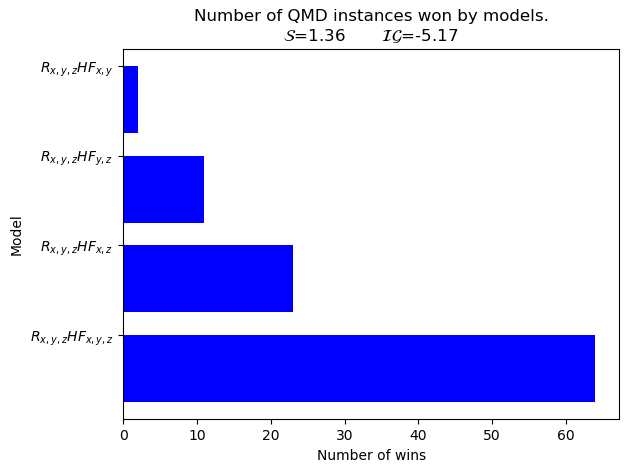 Number of QMD instances won by models.
𝒮=1.36 ℐ𝒢=-5.17
R_{x,y,z}HF_{x,y}
R_{x,y,z}HF_{y,z}
R_{x,y,z}HF_{x,z}
R_{x,y,z}HF_{x,y,z}
Model
0 10 20 30 40 50 60
Number of wins